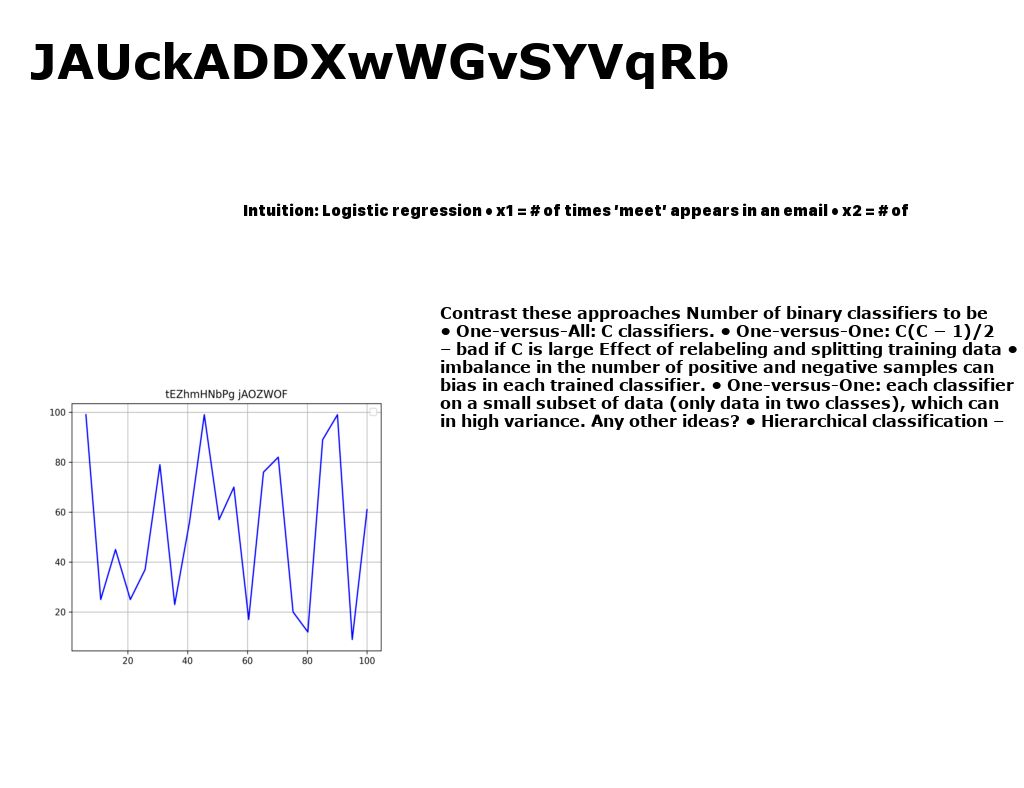 JAUckADDXwWGvSYVqRb
Intuition: Logistic regression • x1 = # of times 'meet' appears in an email • x2 = # of
Contrast these approaches Number of binary classifiers to be
• One-versus-All: C classifiers. • One-versus-One: C(C − 1)/2
− bad if C is large Effect of relabeling and splitting training data •
imbalance in the number of positive and negative samples can
bias in each trained classifier. • One-versus-One: each classifier
on a small subset of data (only data in two classes), which can
in high variance. Any other ideas? • Hierarchical classification −
tEZhmHNbPg jAOZWOF
100
80
60
40
20
20 40 60 80 100